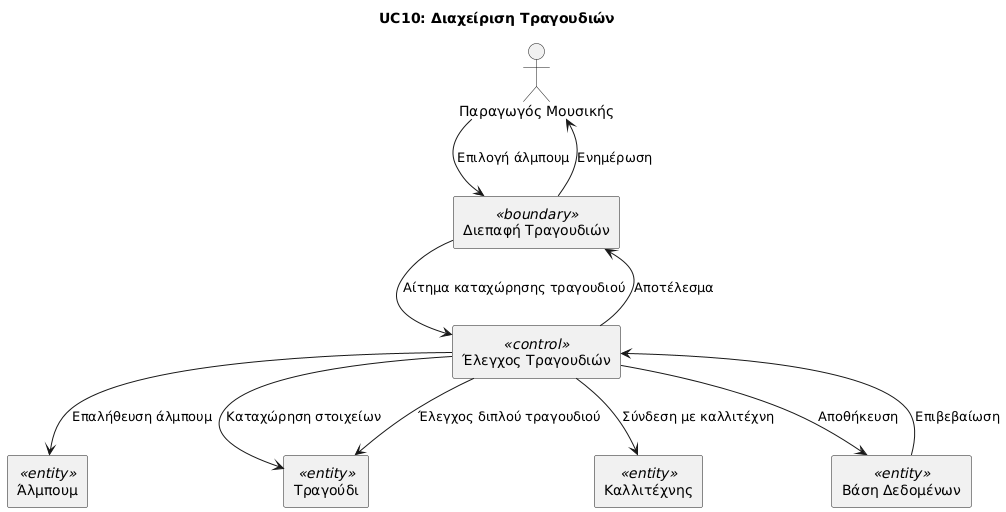 UC10: Διαχείριση Τραγουδιών
Παραγωγός Μουσικής
Επιλογή άλμπουμ
Ενημέρωση
«boundary»
Διεπαφή Τραγουδιών
Αίτημα καταχώρησης τραγουδιού
Αποτέλεσμα
«control»
Έλεγχος Τραγουδιών
Επαλήθευση άλμπουμ
Καταχώρηση στοιχείων
Έλεγχος διπλού τραγουδιού
Σύνδεση με καλλιτέχνη
Αποθήκευση
Επιβεβαίωση
«entity»
Άλμπουμ
«entity»
Τραγούδι
«entity»
Καλλιτέχνης
«entity»
Βάση Δεδομένων